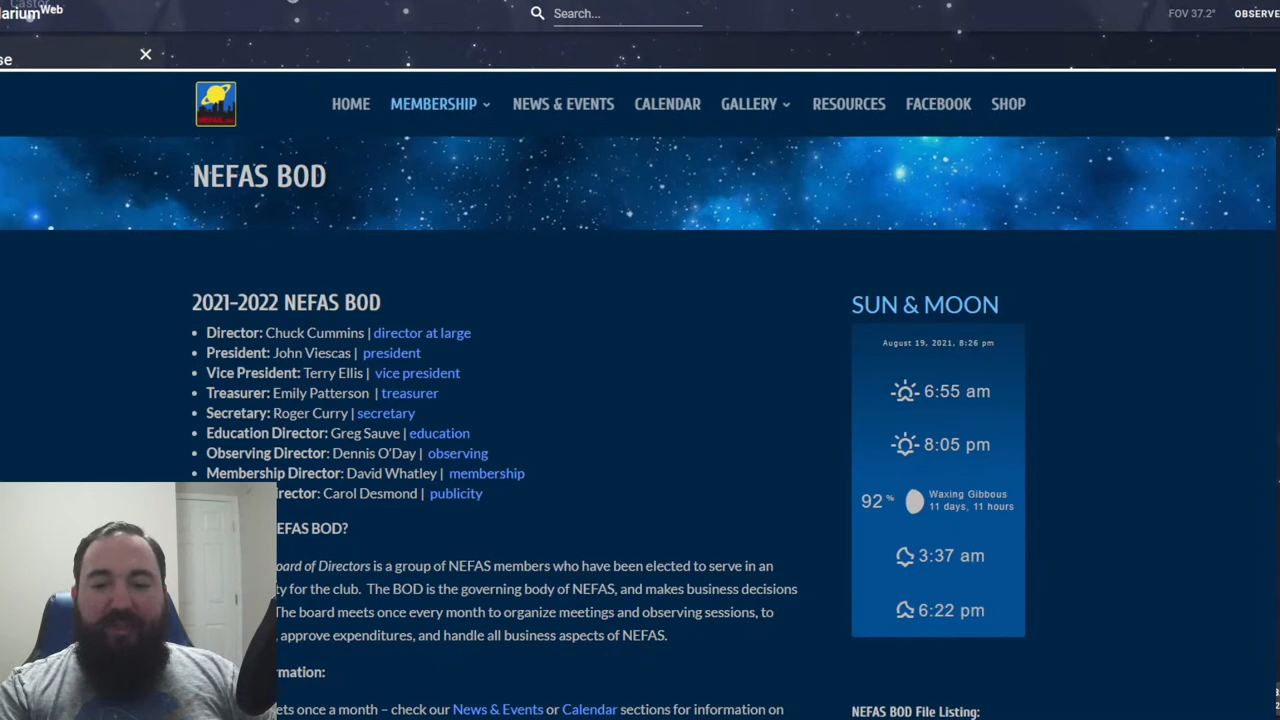 Castor
lariumWeb
Search...
FOV 37.2°
OBSERVE
se
HOME
MEMBERSHIP
NEWS & EVENTS
CALENDAR
GALLERY
RESOURCES
FACEBOOK
SHOP
NEFAS BOD
2021-2022 NEFAS BOD
Director: Chuck Cummins | director at large
President: John Viescas | president
Vice President: Terry Ellis | vice president
Treasurer: Emily Patterson | treasurer
Secretary: Roger Curry | secretary
Education Director: Greg Sauve | education
Observing Director: Dennis O'Day | observing
Membership Director: David Whatley | membership
irector: Carol Desmond | publicity
EFAS BOD?
oard of Directors is a group of NEFAS members who have been elected to serve in an
ty for the club. The BOD is the governing body of NEFAS, and makes business decisions
The board meets once every month to organize meetings and observing sessions, to
, approve expenditures, and handle all business aspects of NEFAS.
rmation:
ets once a month – check our News & Events or Calendar sections for information on
SUN & MOON
August 19, 2021, 8:26 pm
6:55 am
8:05 pm
92 %
Waxing Gibbous
11 days, 11 hours
3:37 am
6:22 pm
NEFAS BOD File Listing: